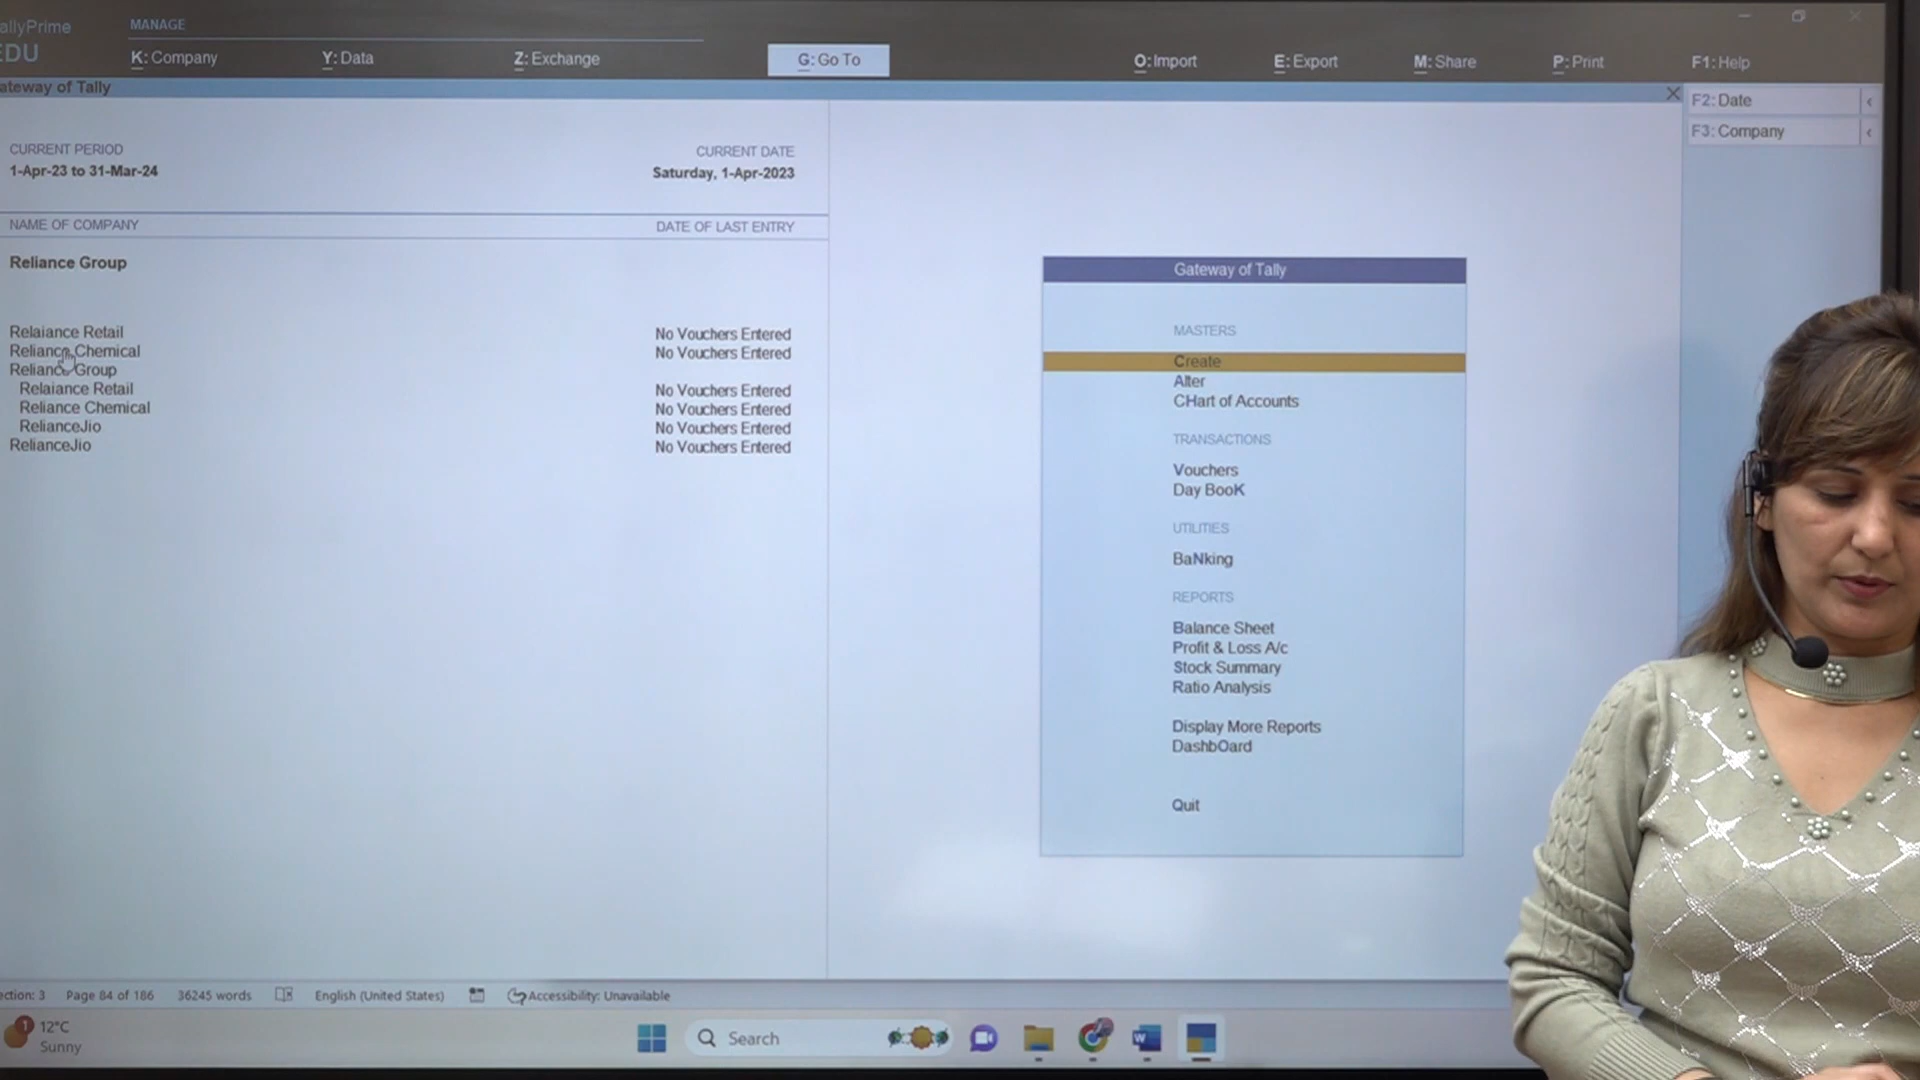 allyPrime
EDU
MANAGE
K: Company
Y: Data
Z: Exchange
G: Go To
O: Import
E: Export
M: Share
P: Print
F1: Help
ateway of Tally
F2: Date
F3: Company
CURRENT PERIOD
1-Apr-23 to 31-Mar-24
CURRENT DATE
Saturday, 1-Apr-2023
NAME OF COMPANY
DATE OF LAST ENTRY
Reliance Group
Relaiance Retail
No Vouchers Entered
Reliance Chemical
No Vouchers Entered
Reliance Group
Relaiance Retail
No Vouchers Entered
Reliance Chemical
No Vouchers Entered
RelianceJio
No Vouchers Entered
RelianceJio
No Vouchers Entered
Gateway of Tally
MASTERS
Create
Alter
CHart of Accounts
TRANSACTIONS
Vouchers
Day BooK
UTILITIES
BaNking
REPORTS
Balance Sheet
Profit & Loss A/c
Stock Summary
Ratio Analysis
Display More Reports
DashbOard
Quit
ection: 3
Page 84 of 186
36245 words
English (United States)
Accessibility: Unavailable
1
12°C
Sunny
Search